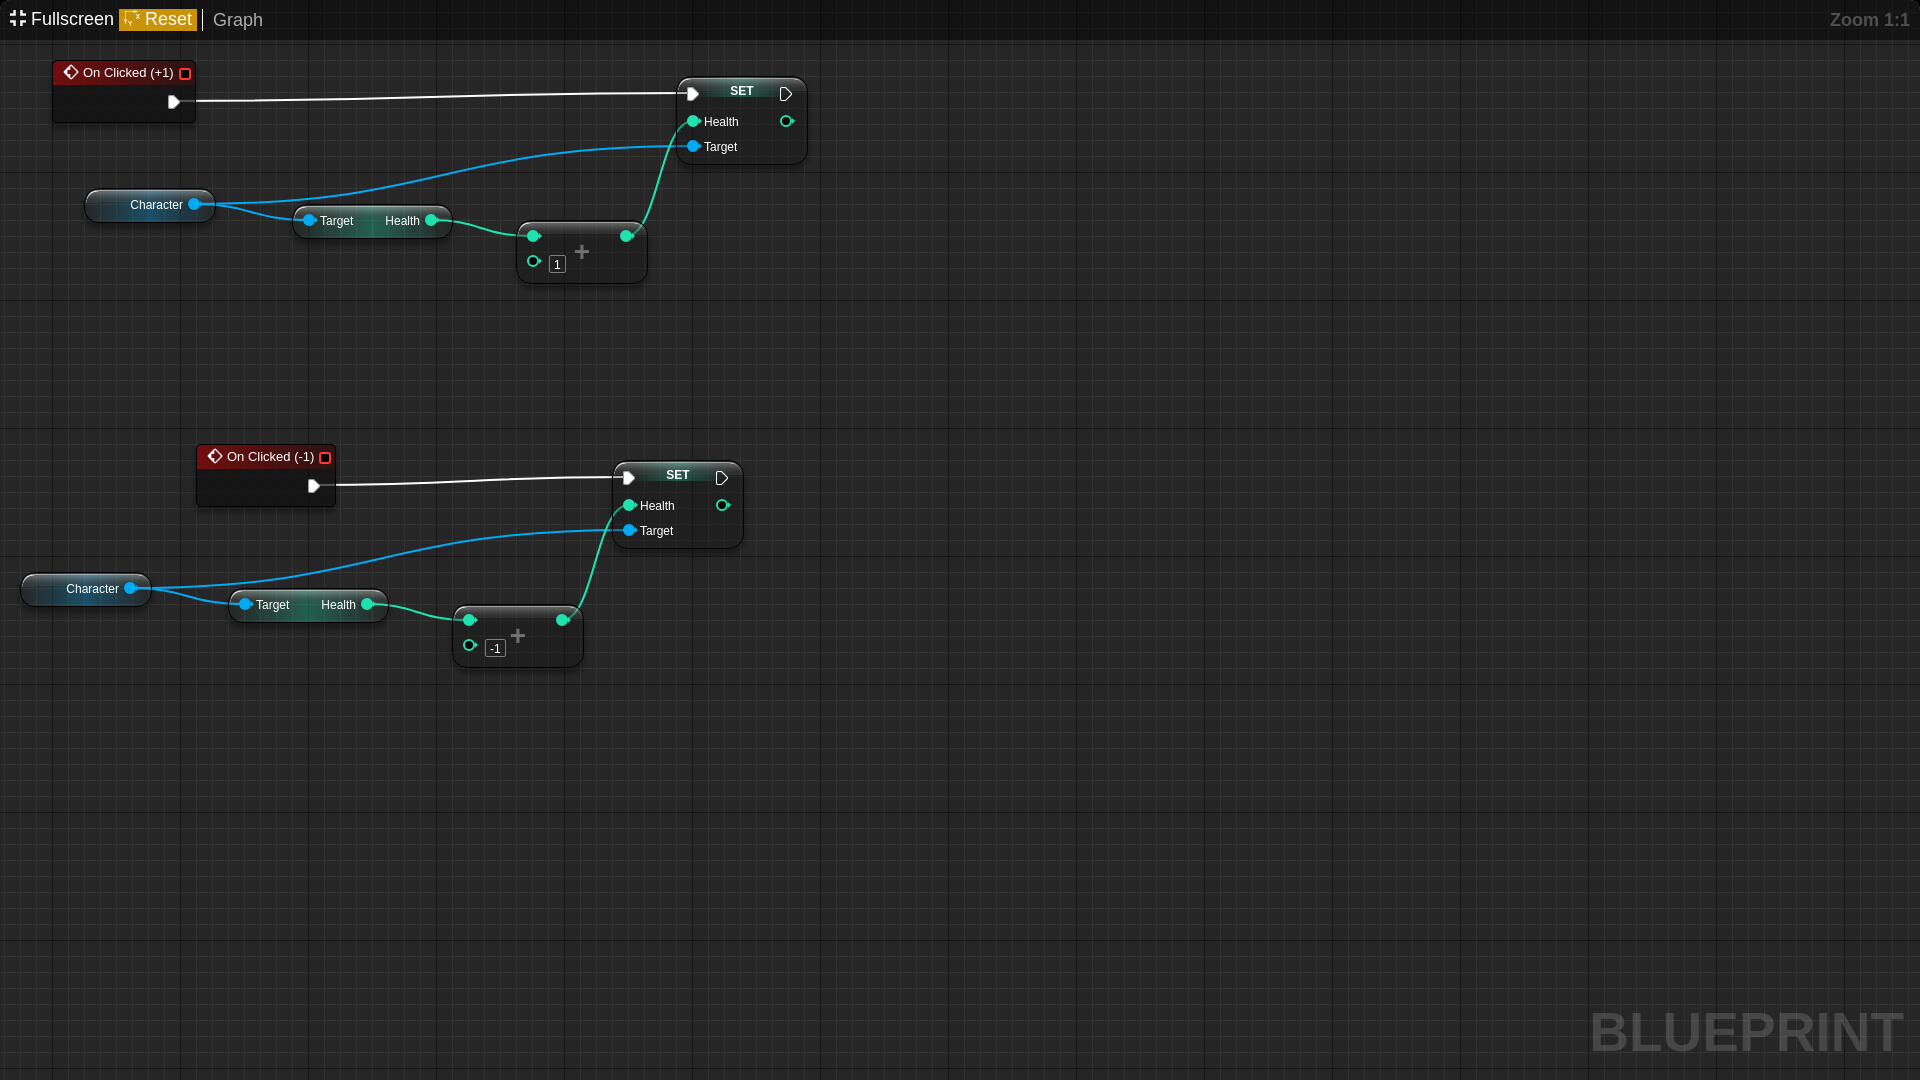 Fullscreen Reset Graph Zoom 1:1
On Clicked (+1)
SET
Health
Target
Character
Target Health
+
1
On Clicked (-1)
SET
Health
Target
Character
Target Health
+
-1
BLUEPRINT